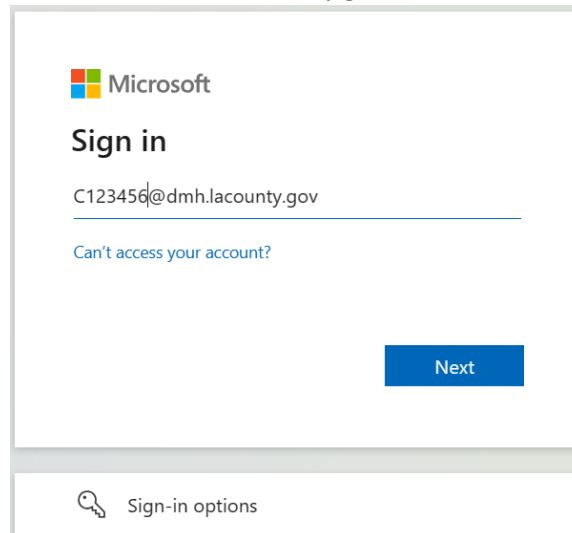 Microsoft
Sign in
C123456@dmh.lacounty.gov
Can't access your account?
Next
Sign-in options